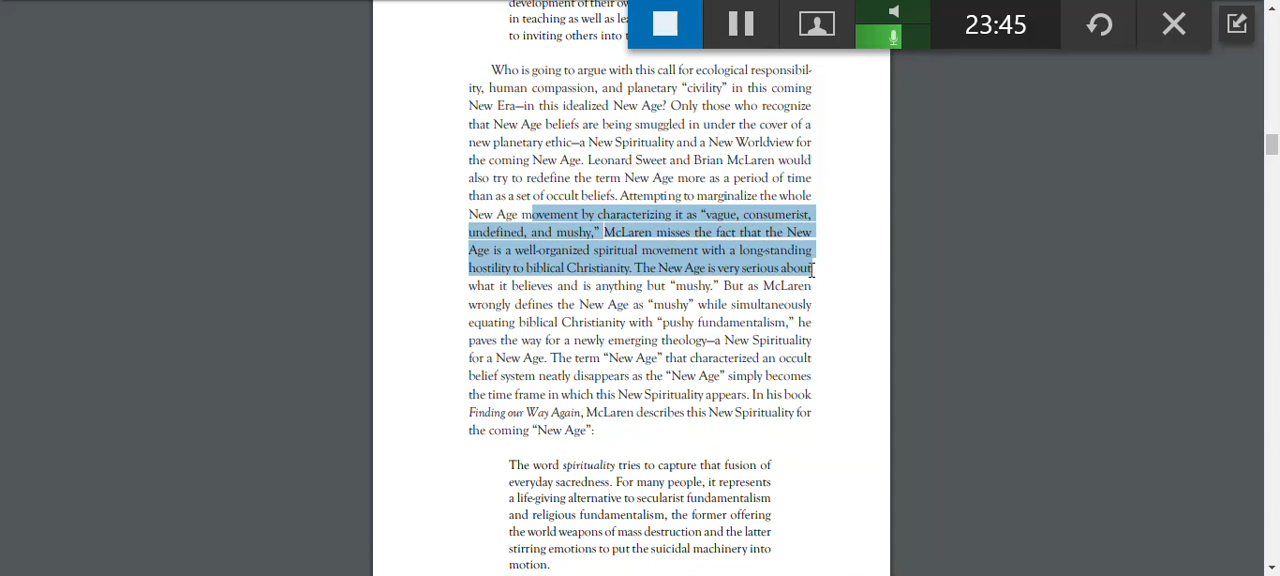 development of their ow
in teaching as well as lea
to inviting others into t
23:45
Who is going to argue with this call for ecological responsibil-
ity, human compassion, and planetary “civility” in this coming
New Era—in this idealized New Age? Only those who recognize
that New Age beliefs are being smuggled in under the cover of a
new planetary ethic—a New Spirituality and a New Worldview for
the coming New Age. Leonard Sweet and Brian McLaren would
also try to redefine the term New Age more as a period of time
than as a set of occult beliefs. Attempting to marginalize the whole
New Age movement by characterizing it as “vague, consumerist,
undefined, and mushy,” McLaren misses the fact that the New
Age is a well-organized spiritual movement with a long-standing
hostility to biblical Christianity. The New Age is very serious about
what it believes and is anything but “mushy.” But as McLaren
wrongly defines the New Age as “mushy” while simultaneously
equating biblical Christianity with “pushy fundamentalism,” he
paves the way for a newly emerging theology—a New Spirituality
for a New Age. The term “New Age” that characterized an occult
belief system neatly disappears as the “New Age” simply becomes
the time frame in which this New Spirituality appears. In his book
Finding our Way Again, McLaren describes this New Spirituality for
the coming “New Age”:
The word spirituality tries to capture that fusion of
everyday sacredness. For many people, it represents
a life-giving alternative to secularist fundamentalism
and religious fundamentalism, the former offering
the world weapons of mass destruction and the latter
stirring emotions to put the suicidal machinery into
motion.